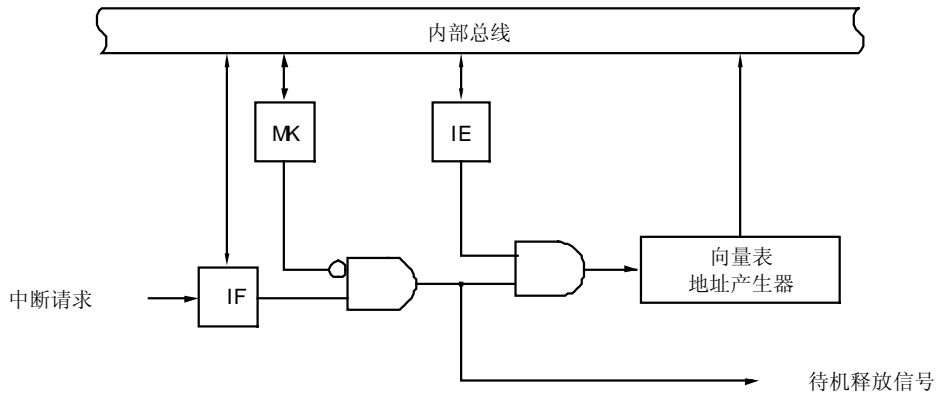 内部总线
MK
IE
向量表
地址产生器
中断请求
IF
待机释放信号